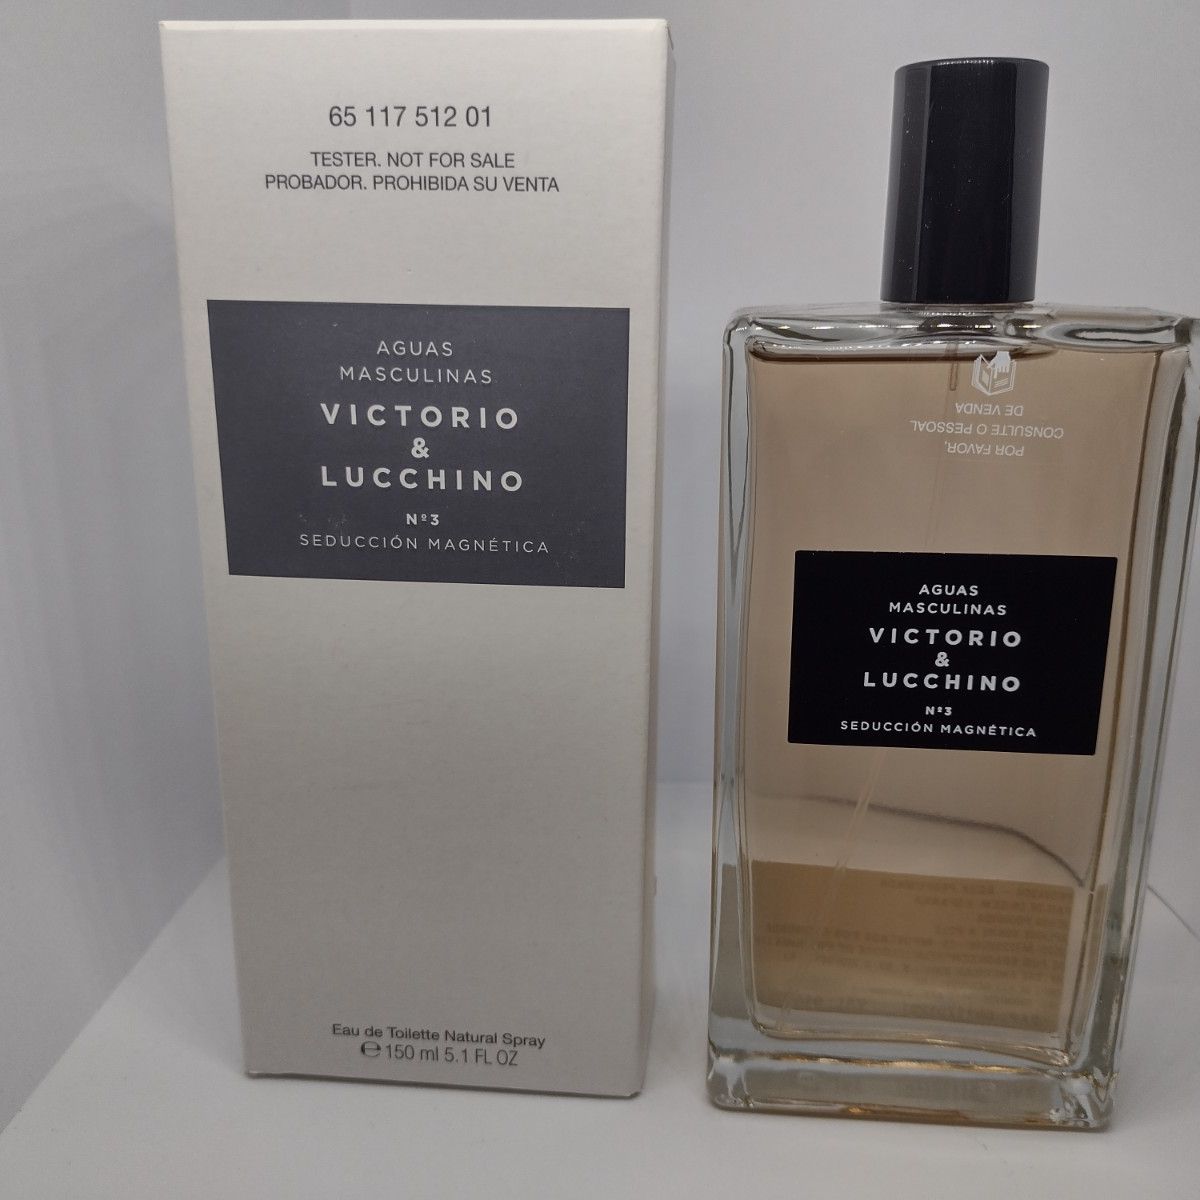 65 117 512 01
TESTER. NOT FOR SALE
PROBADOR. PROHIBIDA SU VENTA
AGUAS
MASCULINAS
VICTORIO
&
LUCCHINO
Nº3
SEDUCCIÓN MAGNÉTICA
Eau de Toilette Natural Spray
℮ 150 ml 5.1 FL OZ
POR FAVOR,
CONSULTE O PESSOAL
DE VENDA
AGUAS
MASCULINAS
VICTORIO
&
LUCCHINO
Nº3
SEDUCCIÓN MAGNÉTICA